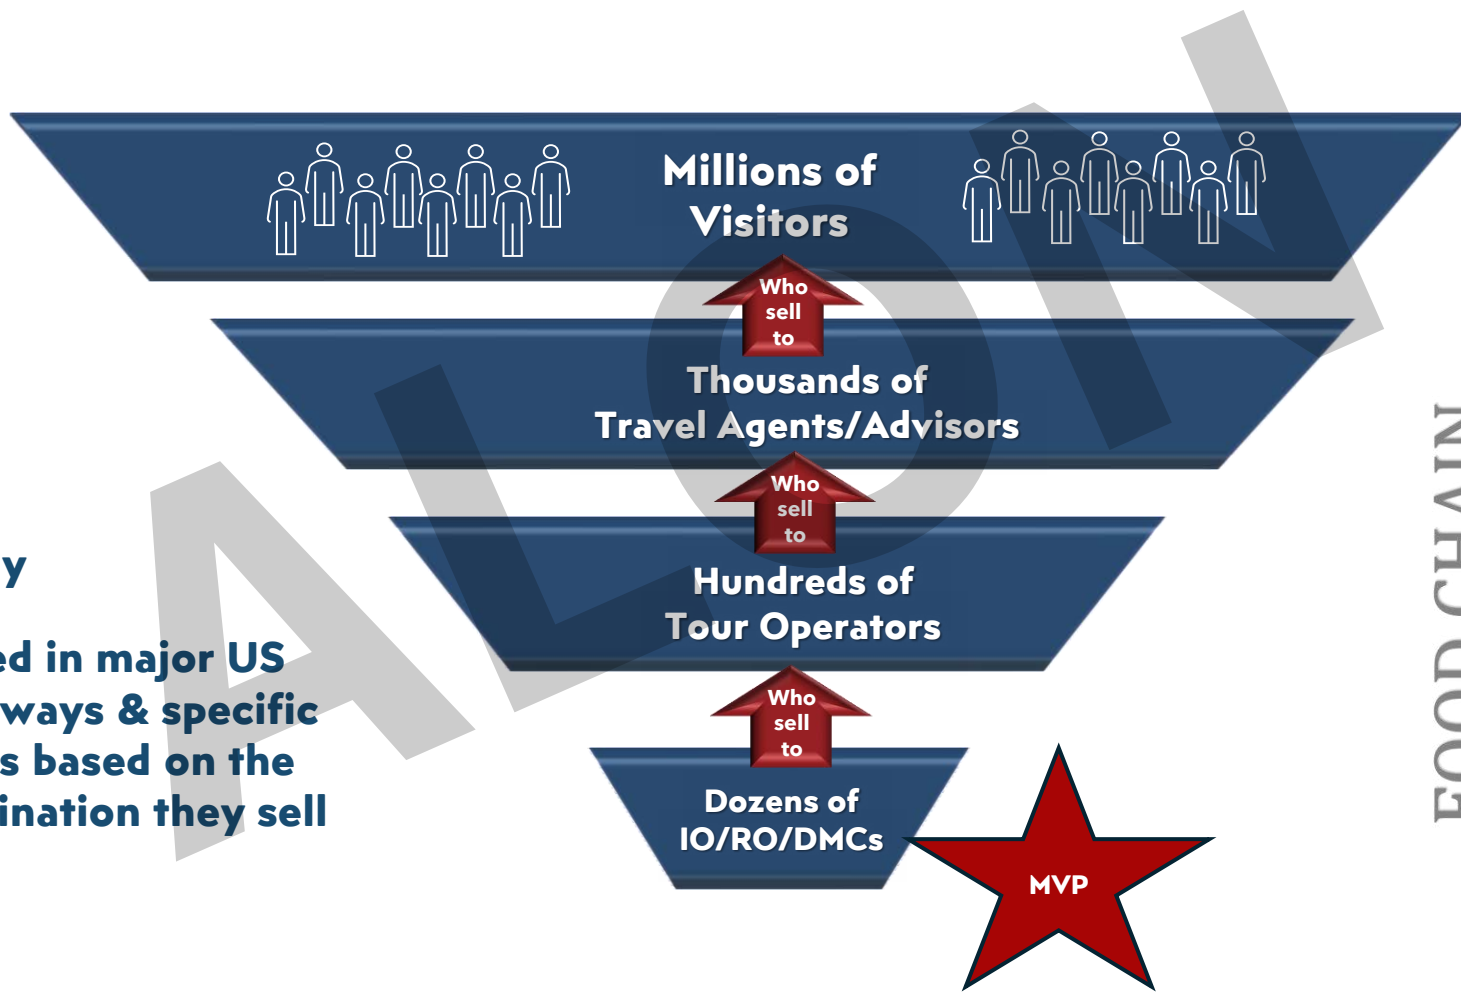 Millions of
Visitors
Who
sell
to
Thousands of
Travel Agents/Advisors
Who
sell
to
Hundreds of
Tour Operators
Who
sell
to
Dozens of
IO/RO/DMCs
MVP
y
ed in major US
ways & specific
s based on the
ination they sell
FOOD CHAIN
ALON